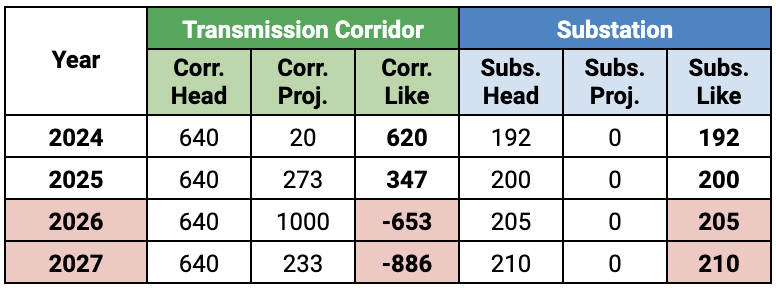 Year Transmission Corridor Substation
Corr. Head Corr. Proj. Corr. Like Subs. Head Subs. Proj. Subs. Like
2024 640 20 620 192 0 192
2025 640 273 347 200 0 200
2026 640 1000 -653 205 0 205
2027 640 233 -886 210 0 210